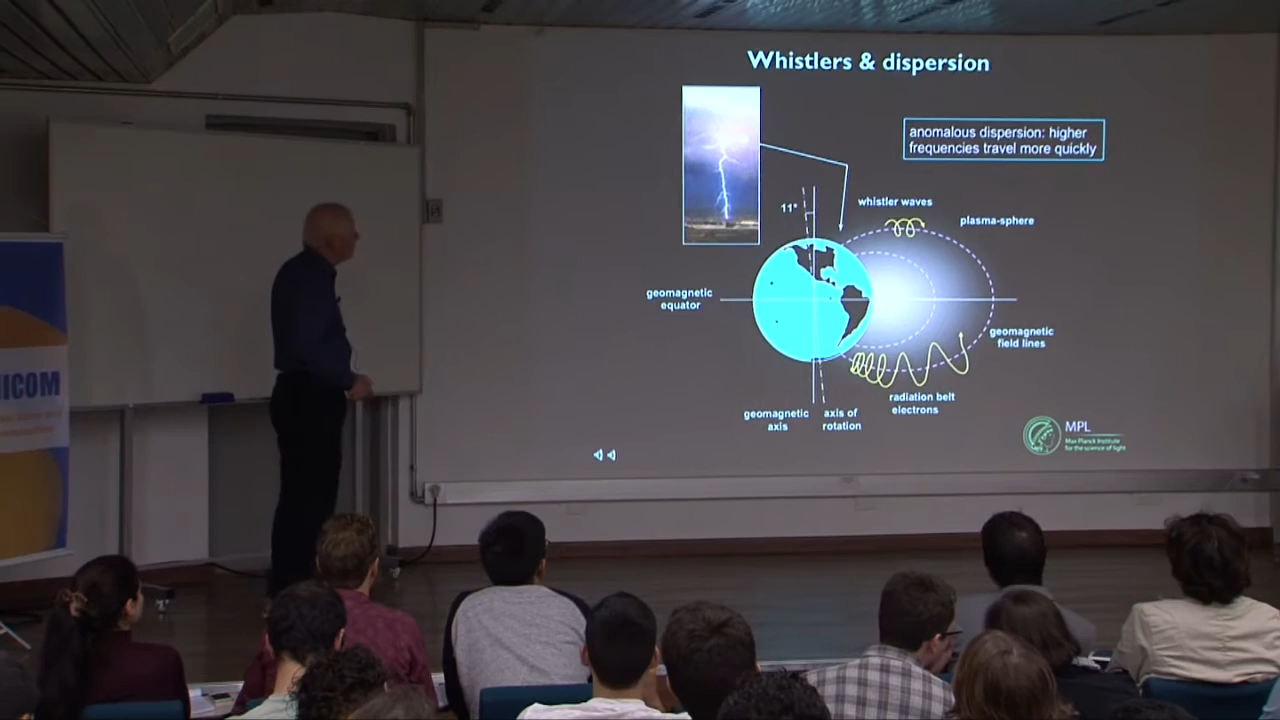 Whistlers & dispersion
anomalous dispersion: higher
frequencies travel more quickly
11°
whistler waves
plasma-sphere
geomagnetic
equator
geomagnetic
field lines
radiation belt
electrons
geomagnetic
axis
axis of
rotation
MPL
Max Planck Institute
for the science of light
ICOM